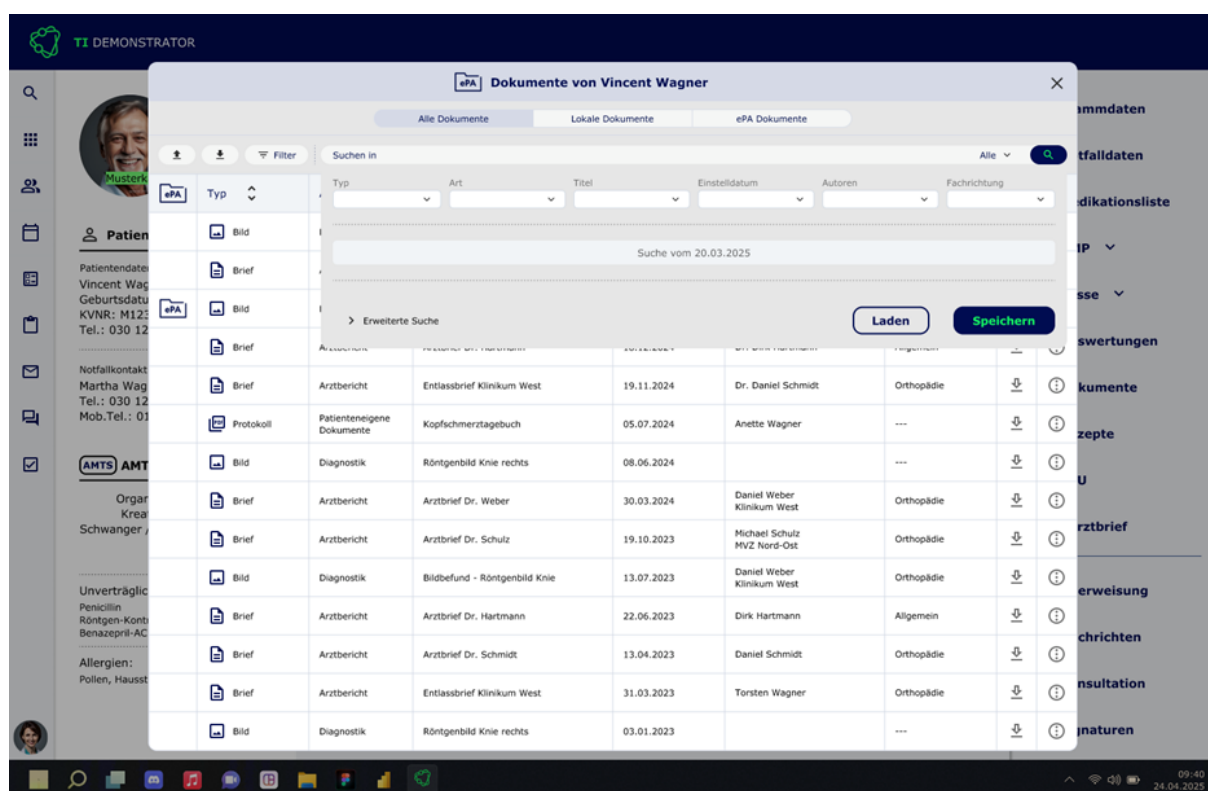 TI DEMONSTRATOR
ePA Dokumente von Vincent Wagner
Alle Dokumente Lokale Dokumente ePA Dokumente
Filter Suchen in Alle
ePA Typ
Typ Art Titel Einstelldatum Autoren Fachrichtung
Suche vom 20.03.2025
Erweiterte Suche Laden Speichern
Bild
Brief
ePA Bild
Brief
Brief Arztbericht Entlassbrief Klinikum West 19.11.2024 Dr. Daniel Schmidt Orthopädie
PDF Protokoll Patienteneigene Dokumente Kopfschmerztagebuch 05.07.2024 Anette Wagner ---
Bild Diagnostik Röntgenbild Knie rechts 08.06.2024 ---
Brief Arztbericht Arztbrief Dr. Weber 30.03.2024 Daniel Weber Klinikum West Orthopädie
Brief Arztbericht Arztbrief Dr. Schulz 19.10.2023 Michael Schulz MVZ Nord-Ost Orthopädie
Bild Diagnostik Bildbefund - Röntgenbild Knie 13.07.2023 Daniel Weber Klinikum West Orthopädie
Brief Arztbericht Arztbrief Dr. Hartmann 22.06.2023 Dirk Hartmann Allgemein
Brief Arztbericht Arztbrief Dr. Schmidt 13.04.2023 Daniel Schmidt Orthopädie
Brief Arztbericht Entlassbrief Klinikum West 31.03.2023 Torsten Wagner Orthopädie
Bild Diagnostik Röntgenbild Knie rechts 03.01.2023 ---
Musterk
Patien
Patientendate
Vincent Wag
Geburtsdatu
KVNR: M123
Tel.: 030 12
Notfallkontakt
Martha Wag
Tel.: 030 12
Mob.Tel.: 01
AMTS AMT
Organ
Krea
Schwanger /
Unverträglic
Penicillin
Röntgen-Kont
Benazepril-AC
Allergien:
Pollen, Hausst
ammdaten
tfalldaten
dikationsliste
IP
sse
swertungen
kumente
zepte
U
rztbrief
erweisung
chrichten
nsultation
gnaturen
09:40
24.04.2025